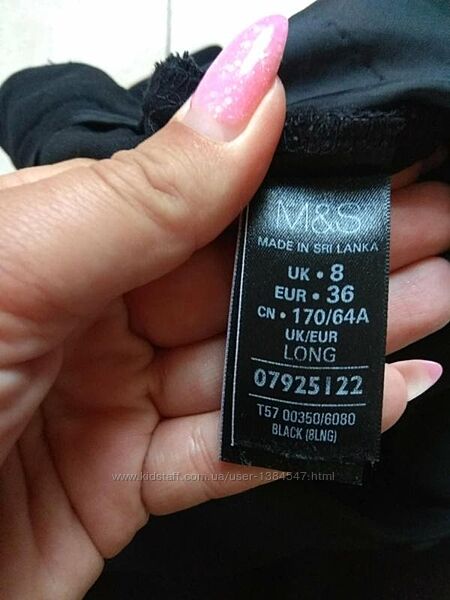 M&S
MADE IN SRI LANKA
UK • 8
EUR • 36
CN • 170/64A
UK/EUR
LONG
07925122
T57 00350/6080
BLACK (8LNG)
www.kidstaff.com.ua/user-1384547.html